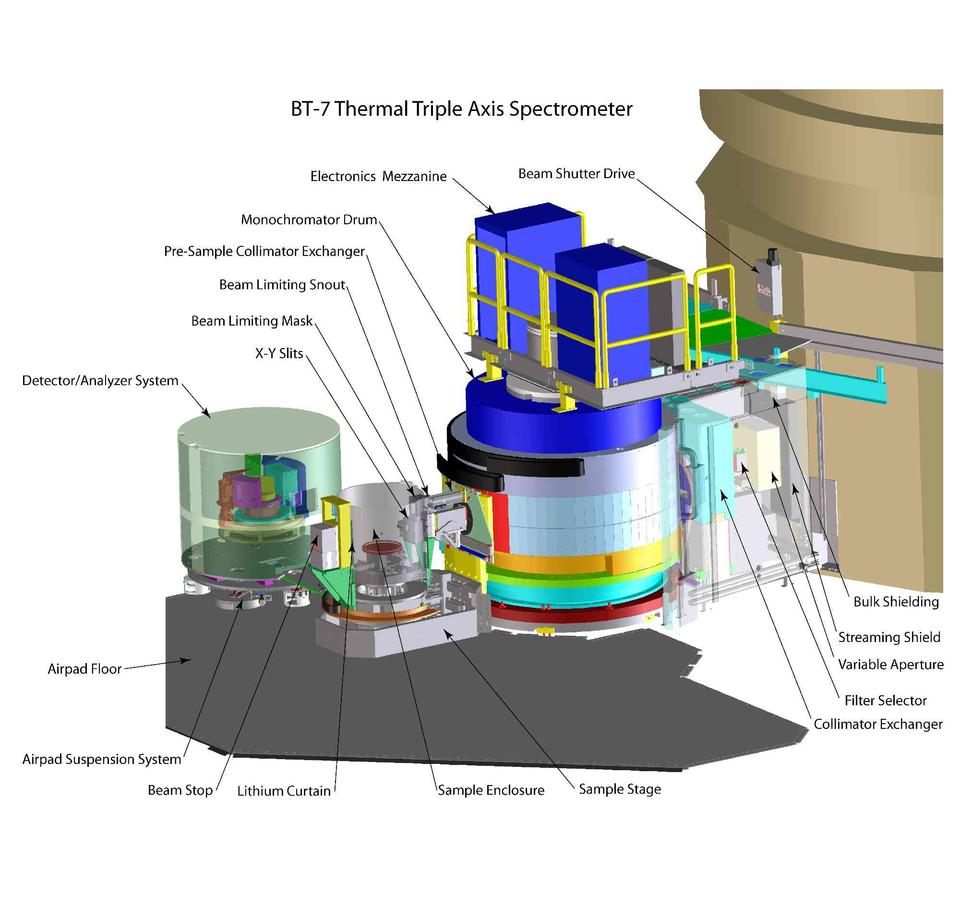 BT-7 Thermal Triple Axis Spectrometer
Electronics Mezzanine
Beam Shutter Drive
Monochromator Drum
Pre-Sample Collimator Exchanger
Beam Limiting Snout
Beam Limiting Mask
X-Y Slits
Detector/Analyzer System
Bulk Shielding
Streaming Shield
Variable Aperture
Airpad Floor
Filter Selector
Collimator Exchanger
Airpad Suspension System
Beam Stop
Lithium Curtain
Sample Enclosure
Sample Stage